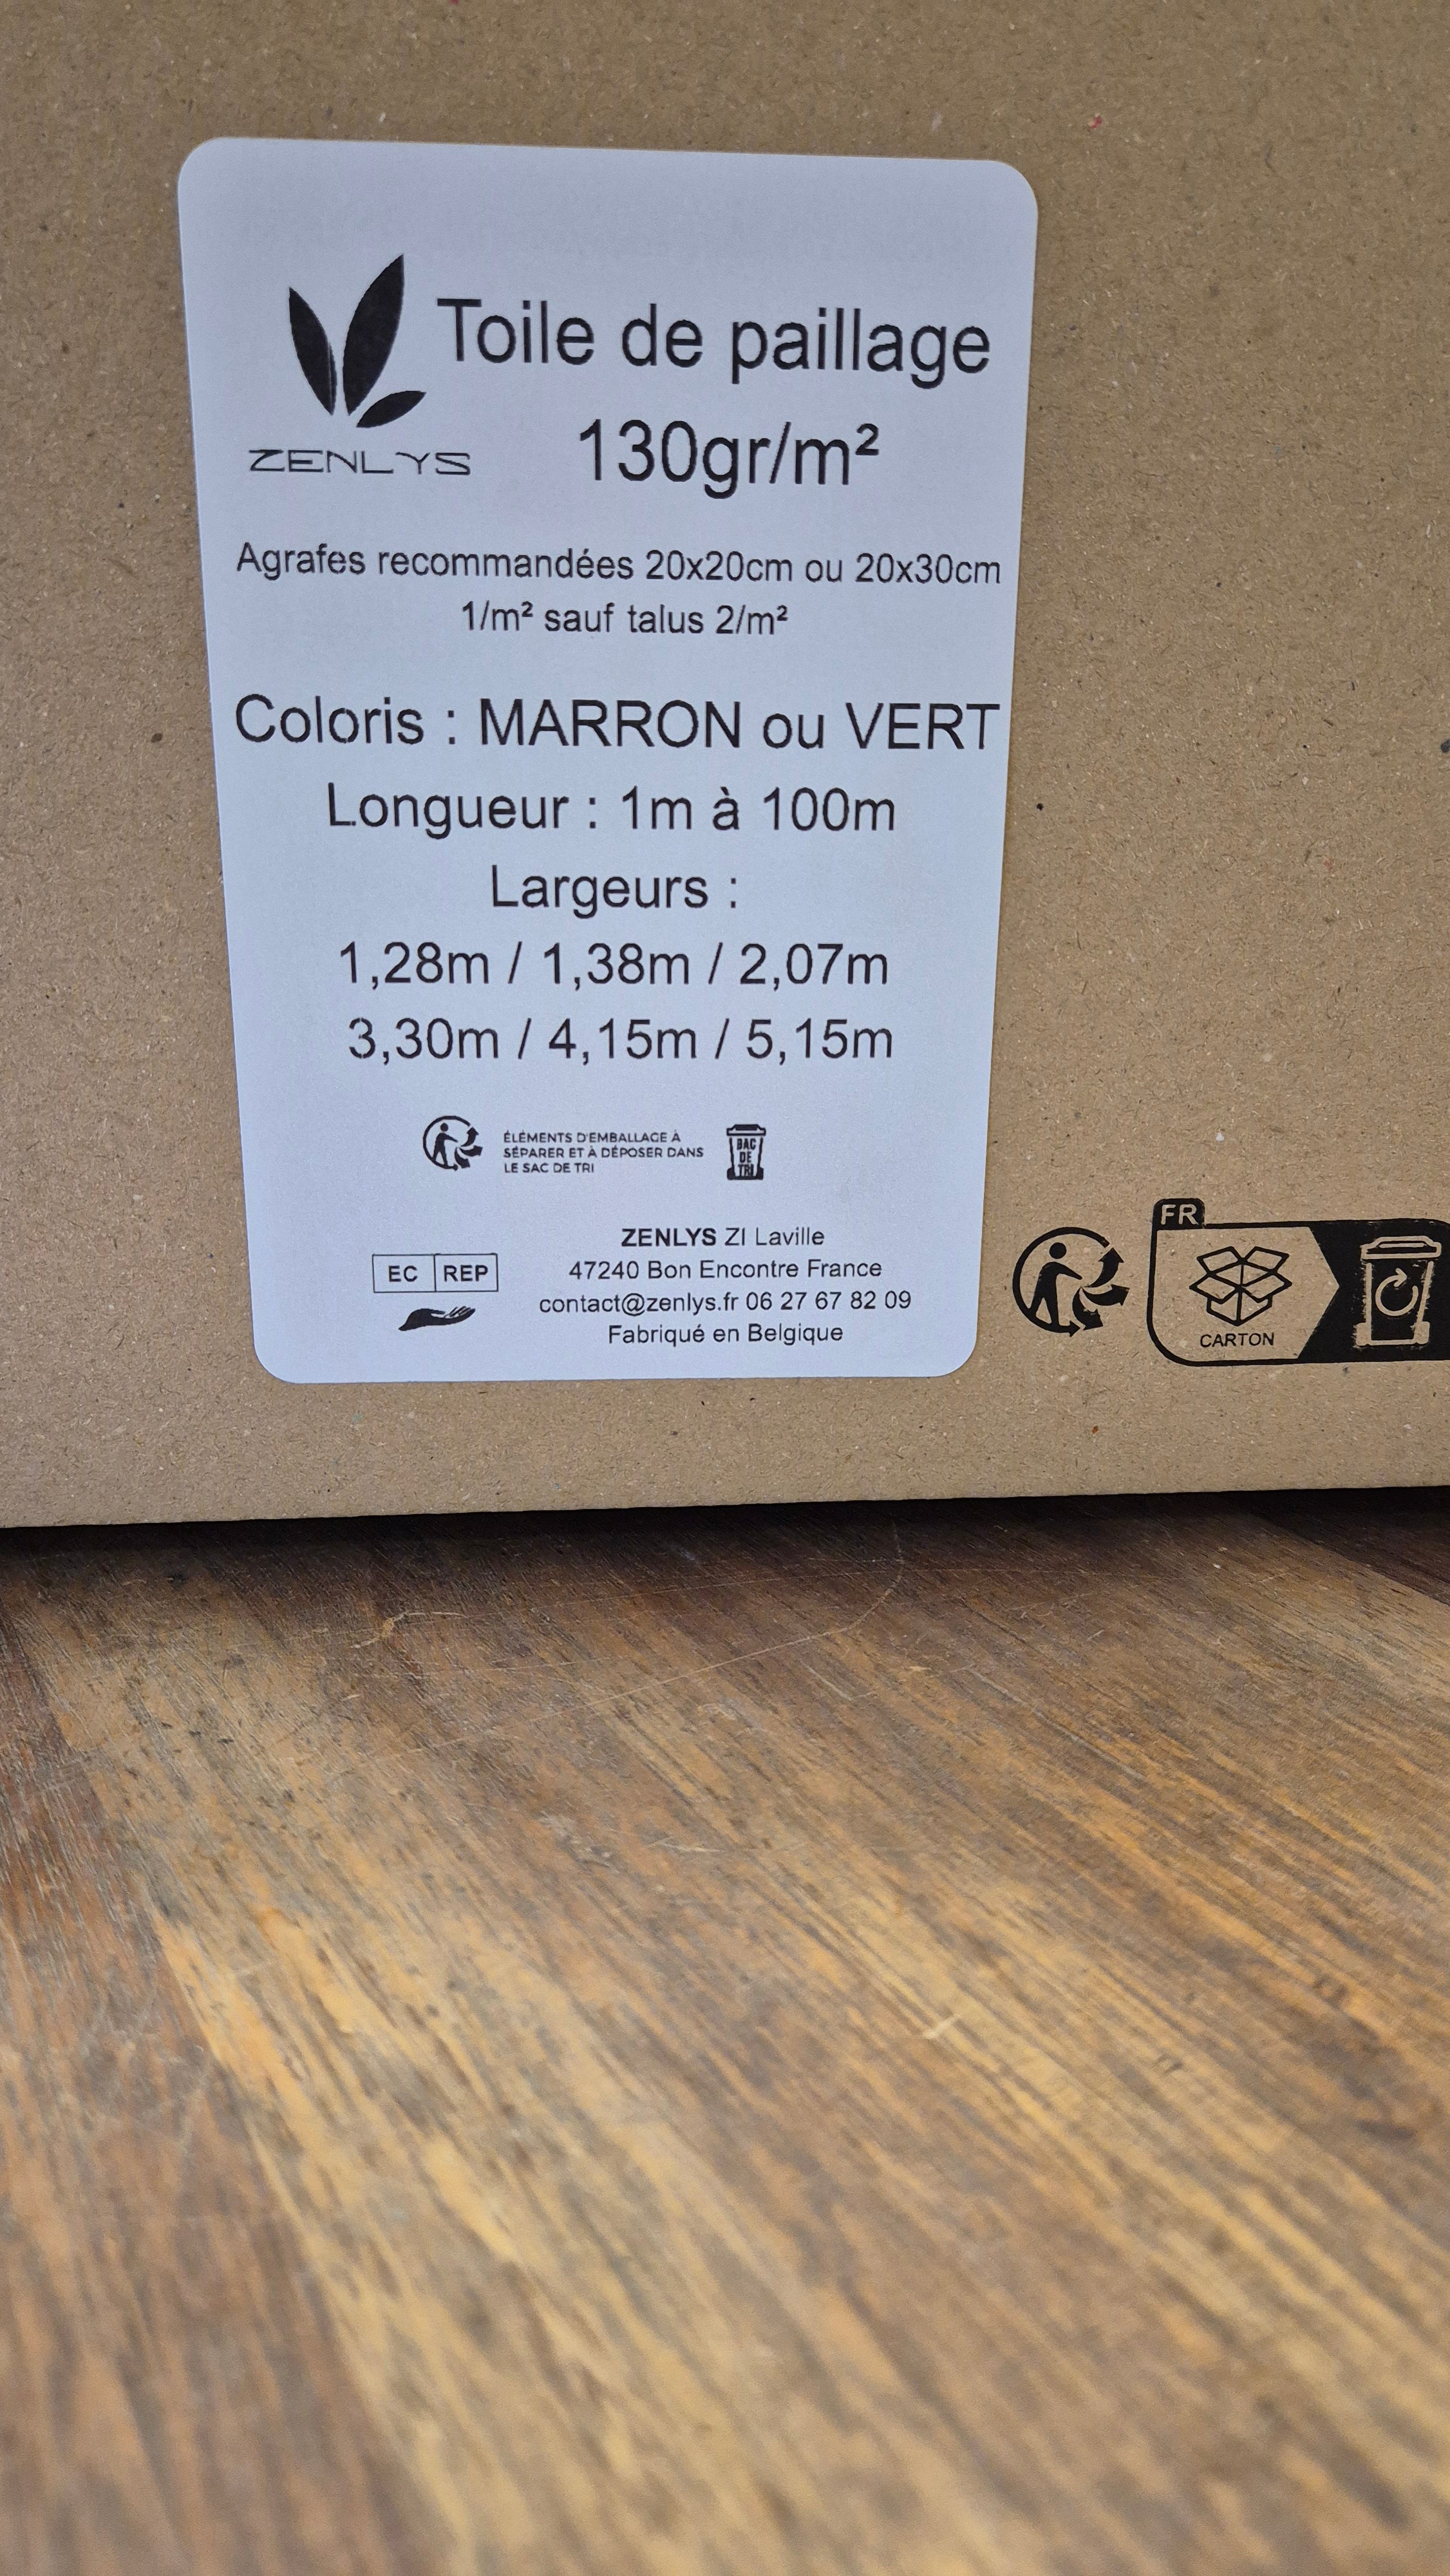 Toile de paillage
ZENLYS
130gr/m²
Agrafes recommandées 20x20cm ou 20x30cm
1/m² sauf talus 2/m²
Coloris : MARRON ou VERT
Longueur : 1m à 100m
Largeurs :
1,28m / 1,38m / 2,07m
3,30m / 4,15m / 5,15m
ÉLÉMENTS D'EMBALLAGE À
SÉPARER ET À DÉPOSER DANS
LE SAC DE TRI
BAC
DE
TRI
EC REP
ZENLYS ZI Laville
47240 Bon Encontre France
contact@zenlys.fr 06 27 67 82 09
Fabriqué en Belgique
FR
CARTON